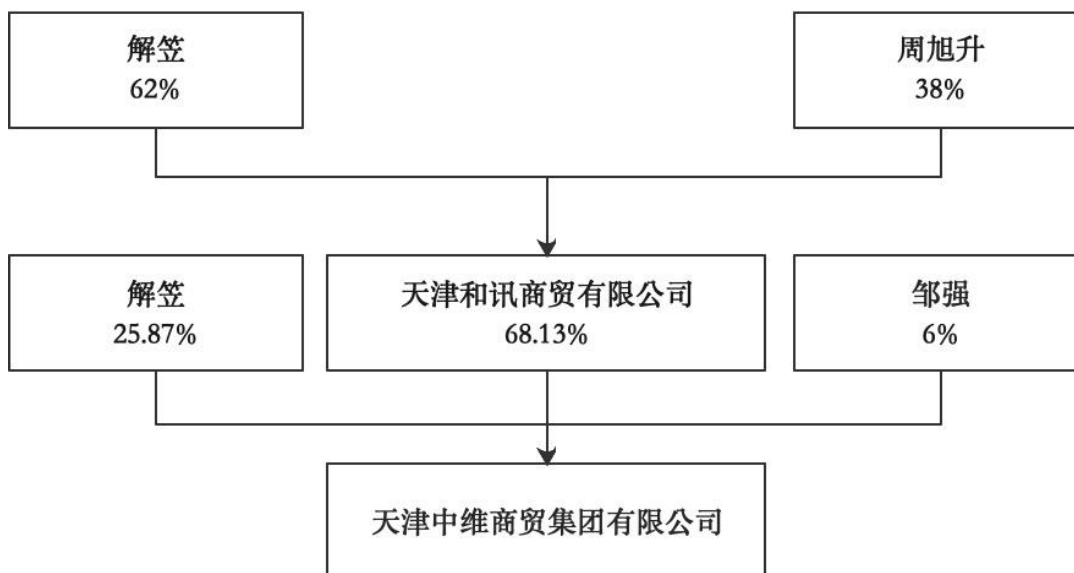 解笠
62%
周旭升
38%
解笠
25.87%
天津和讯商贸有限公司
68.13%
邹强
6%
天津中维商贸集团有限公司